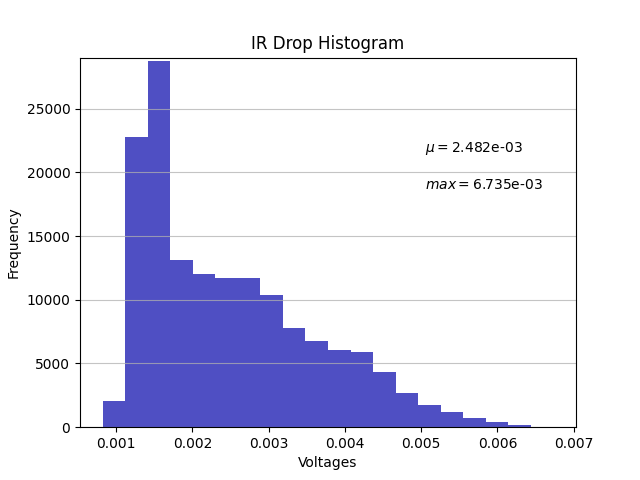 IR Drop Histogram
25000
20000
15000
10000
5000
0
Frequency
μ = 2.482e-03
max = 6.735e-03
0.001 0.002 0.003 0.004 0.005 0.006 0.007
Voltages